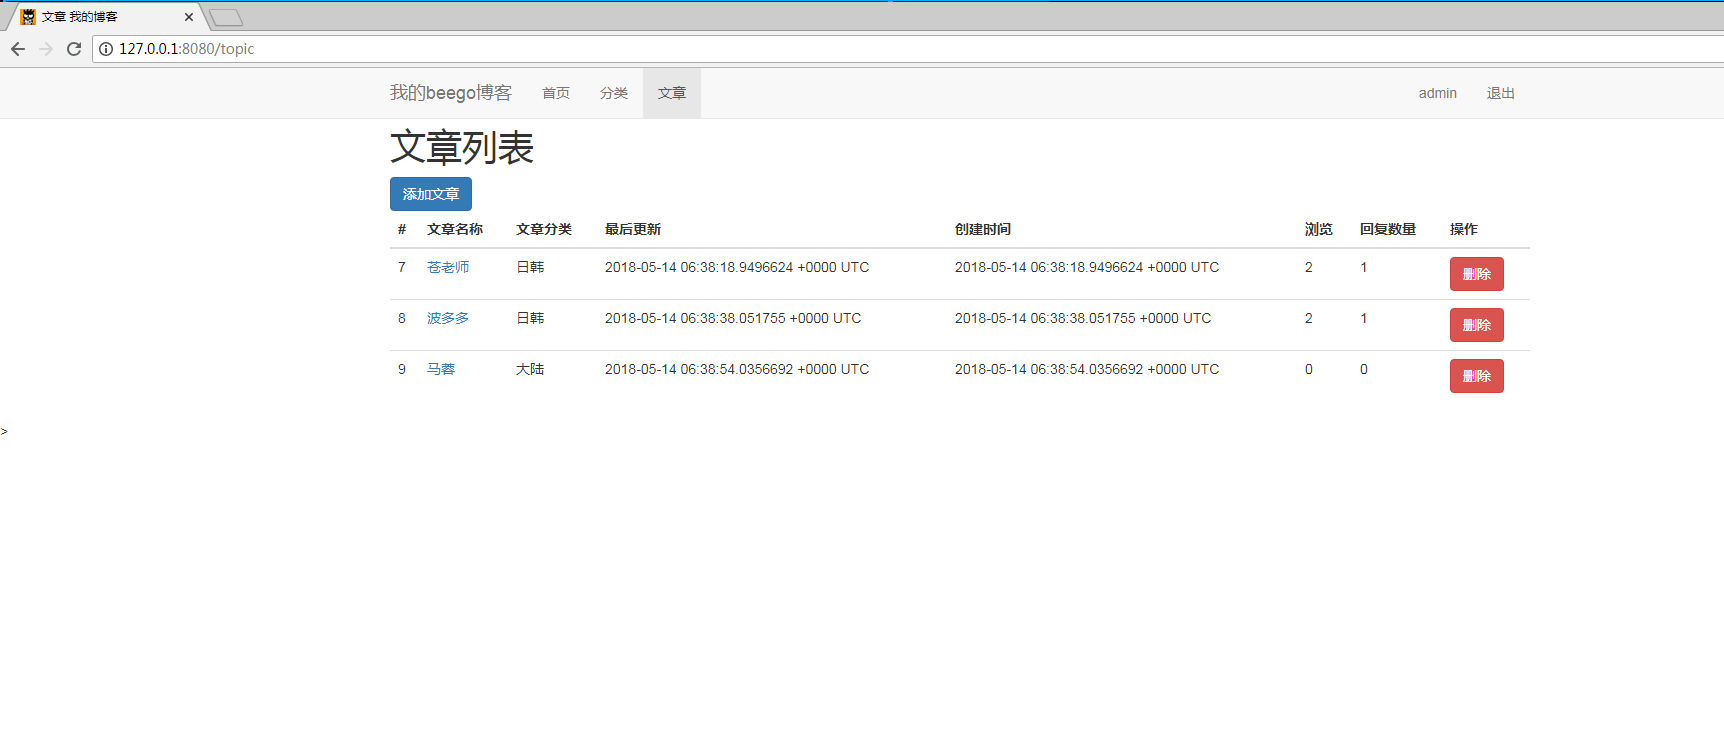 文章 我的博客
127.0.0.1:8080/topic
我的beego博客 首页 分类 文章 admin 退出
文章列表
添加文章
# 文章名称 文章分类 最后更新 创建时间 浏览 回复数量 操作
7 苍老师 日韩 2018-05-14 06:38:18.9496624 +0000 UTC 2018-05-14 06:38:18.9496624 +0000 UTC 2 1 删除
8 波多多 日韩 2018-05-14 06:38:38.051755 +0000 UTC 2018-05-14 06:38:38.051755 +0000 UTC 2 1 删除
9 马蓉 大陆 2018-05-14 06:38:54.0356692 +0000 UTC 2018-05-14 06:38:54.0356692 +0000 UTC 0 0 删除
>